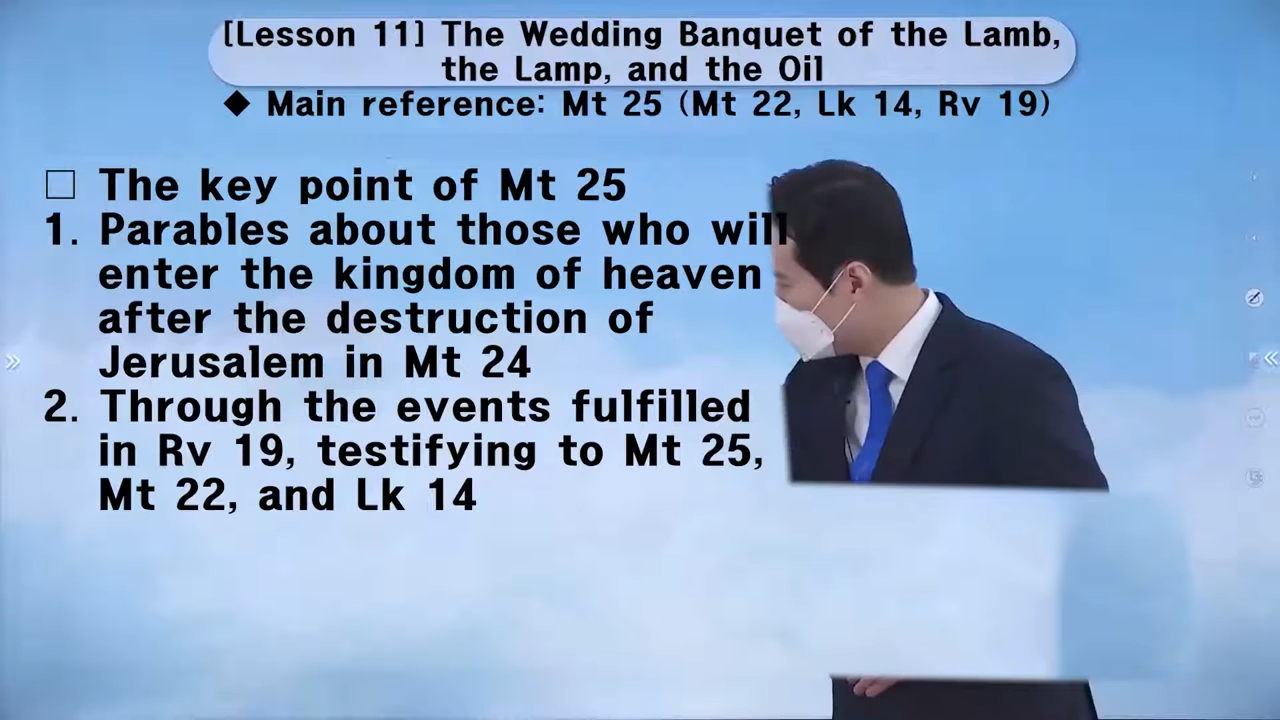 [Lesson 11] The Wedding Banquet of the Lamb,
the Lamp, and the Oil
◆ Main reference: Mt 25 (Mt 22, Lk 14, Rv 19)
□ The key point of Mt 25
1. Parables about those who will
enter the kingdom of heaven
after the destruction of
Jerusalem in Mt 24
2. Through the events fulfilled
in Rv 19, testifying to Mt 25,
Mt 22, and Lk 14